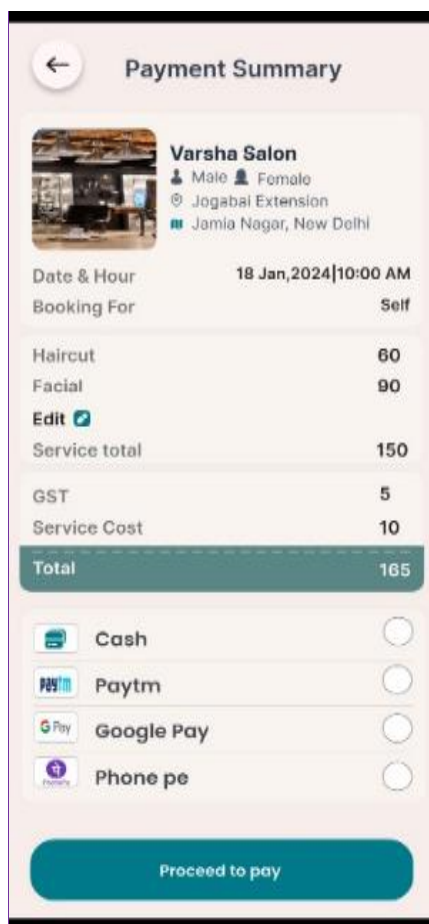 Payment Summary
Varsha Salon
Male Female
Jogabai Extension
Jamia Nagar, New Delhi
Date & Hour 18 Jan,2024|10:00 AM
Booking For Self
Haircut 60
Facial 90
Edit
Service total 150
GST 5
Service Cost 10
Total 165
Cash
Paytm Paytm
G Pay Google Pay
Phone pe
Proceed to pay